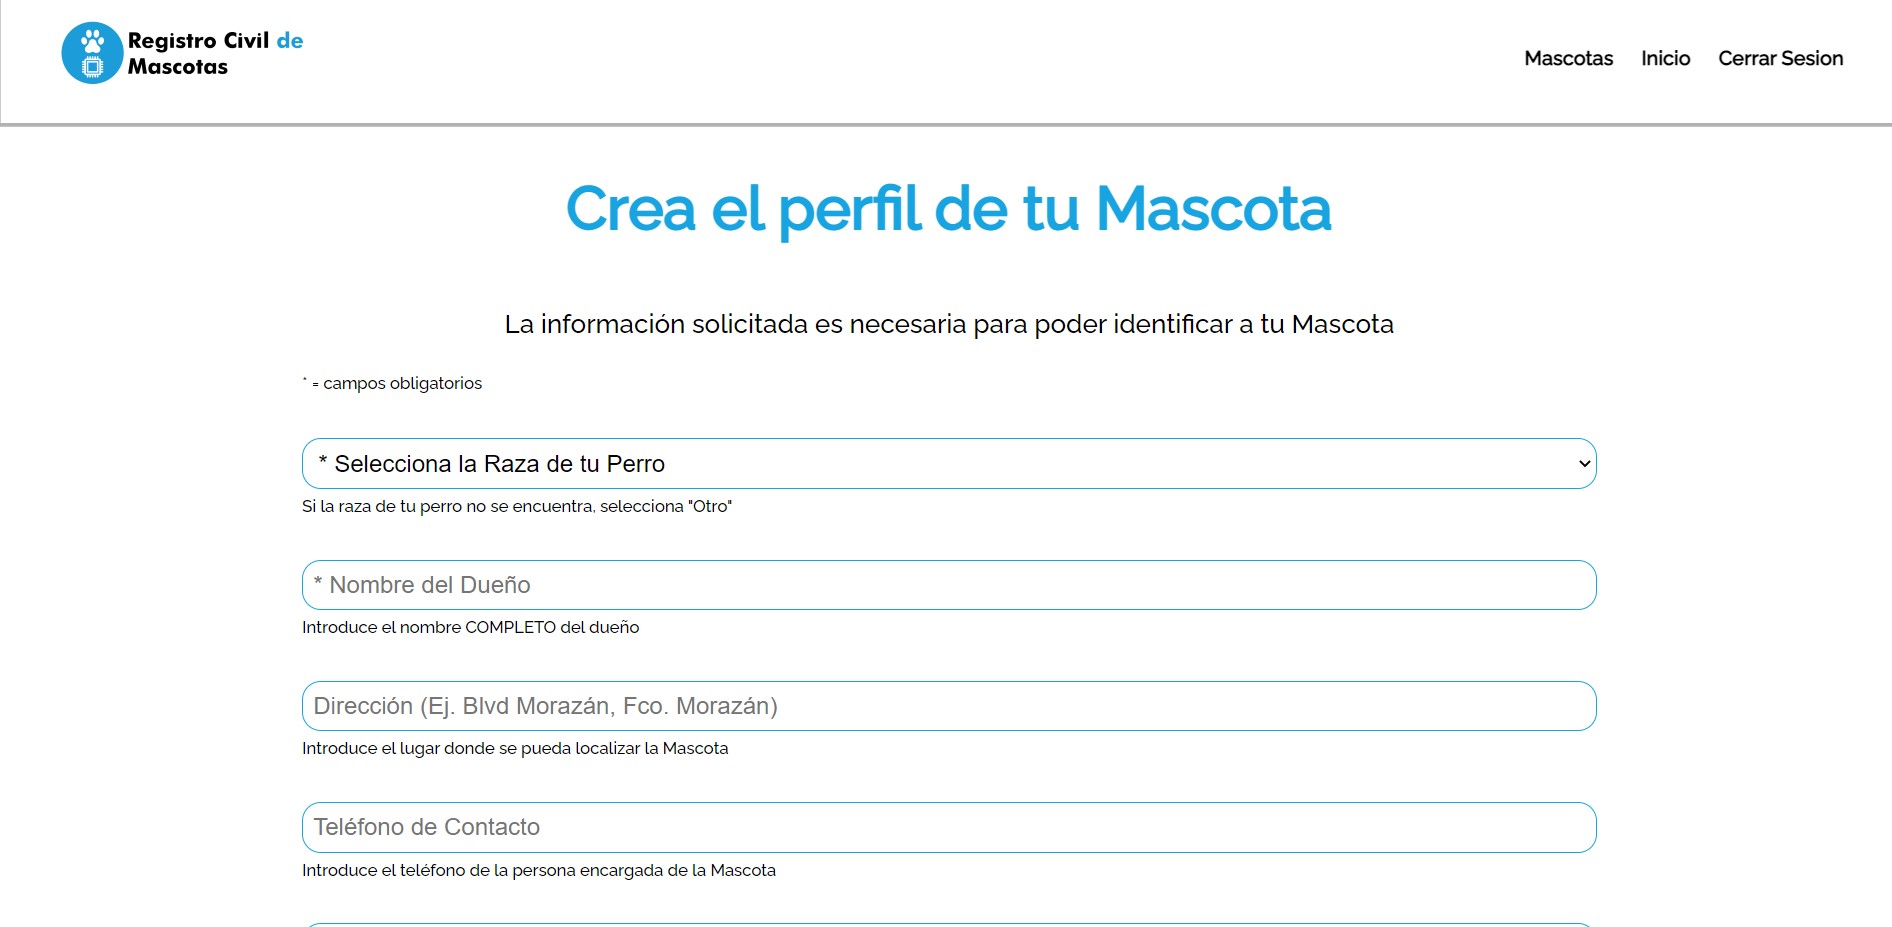 Registro Civil de
Mascotas
Mascotas Inicio Cerrar Sesion
Crea el perfil de tu Mascota
La información solicitada es necesaria para poder identificar a tu Mascota
* = campos obligatorios
* Selecciona la Raza de tu Perro
Si la raza de tu perro no se encuentra, selecciona "Otro"
* Nombre del Dueño
Introduce el nombre COMPLETO del dueño
Dirección (Ej. Blvd Morazán, Fco. Morazán)
Introduce el lugar donde se pueda localizar la Mascota
Teléfono de Contacto
Introduce el teléfono de la persona encargada de la Mascota